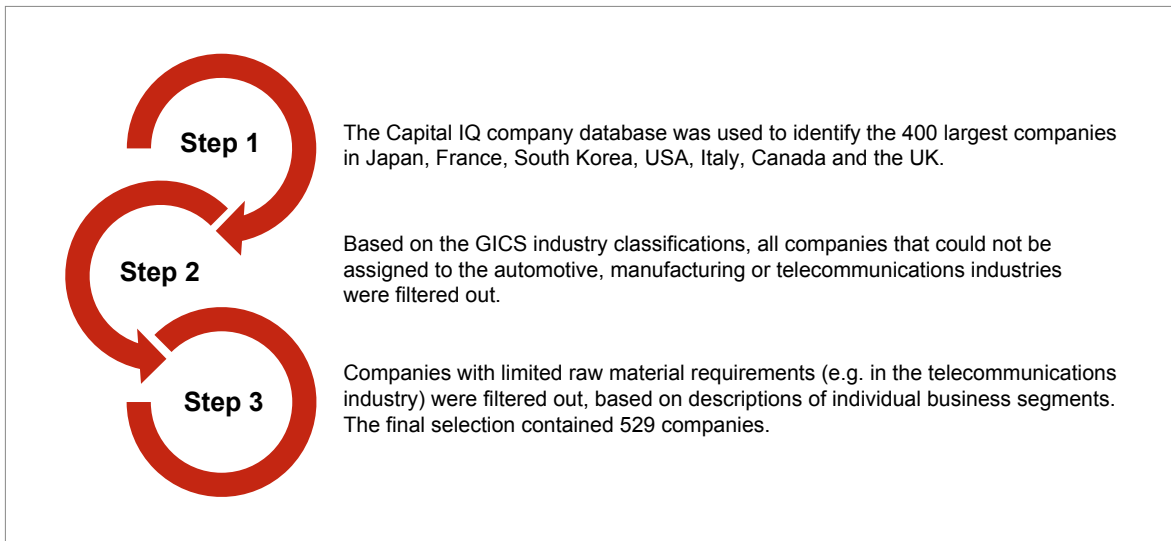 Step 1
The Capital IQ company database was used to identify the 400 largest companies
in Japan, France, South Korea, USA, Italy, Canada and the UK.
Step 2
Based on the GICS industry classifications, all companies that could not be
assigned to the automotive, manufacturing or telecommunications industries
were filtered out.
Step 3
Companies with limited raw material requirements (e.g. in the telecommunications
industry) were filtered out, based on descriptions of individual business segments.
The final selection contained 529 companies.